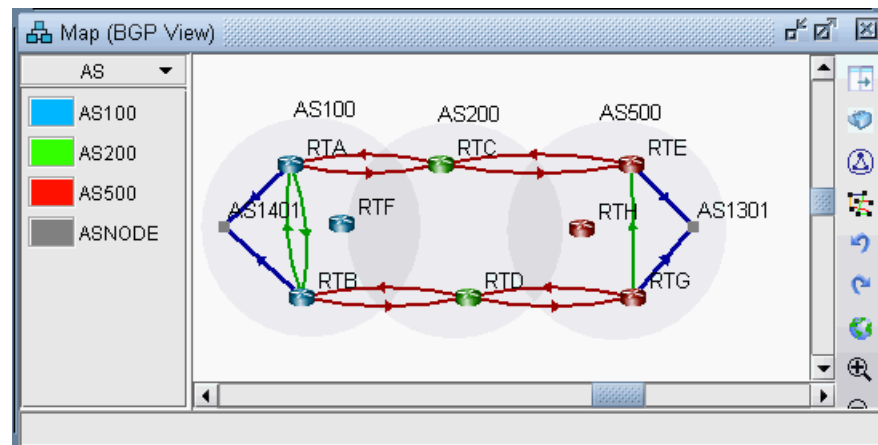 Map (BGP View)
AS
AS100
AS200
AS500
ASNODE
AS100
AS200
AS500
RTA
RTC
RTE
AS1401
RTF
RTH
AS1301
RTB
RTD
RTG